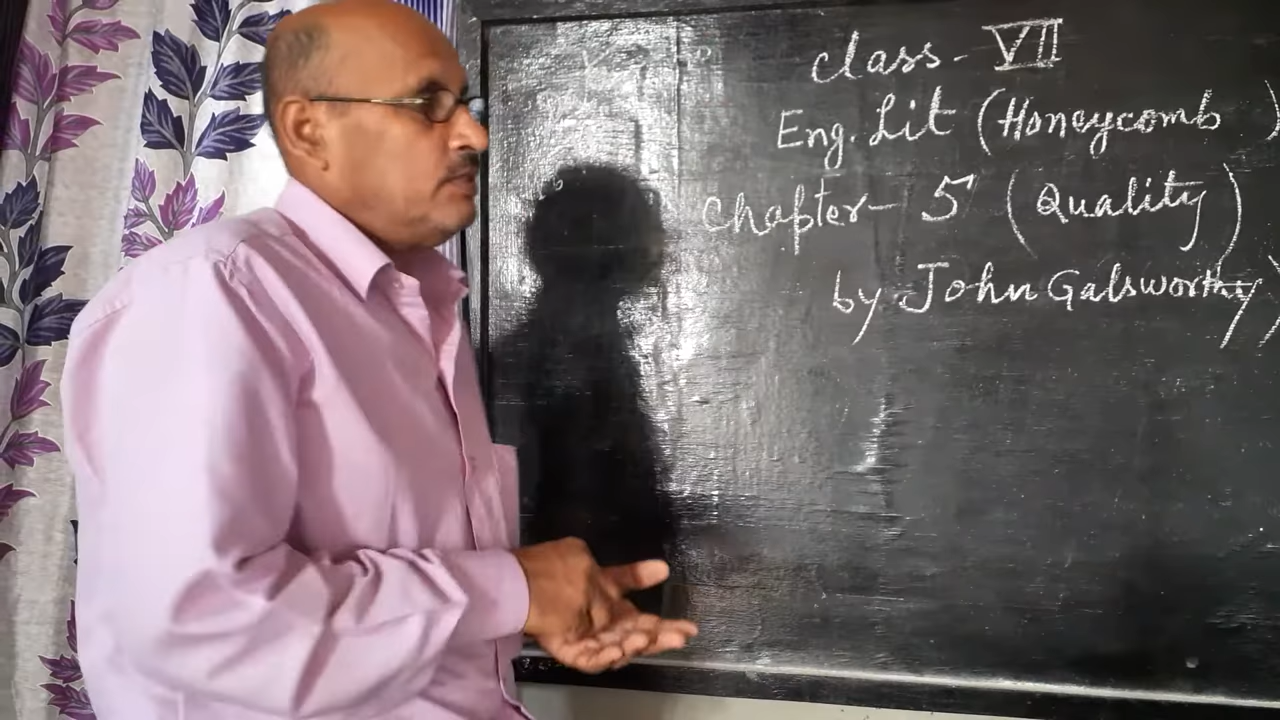 Class - VII
Eng. Lit (Honeycomb )
Chapter - 5 (Quality)
by John Galsworthy)